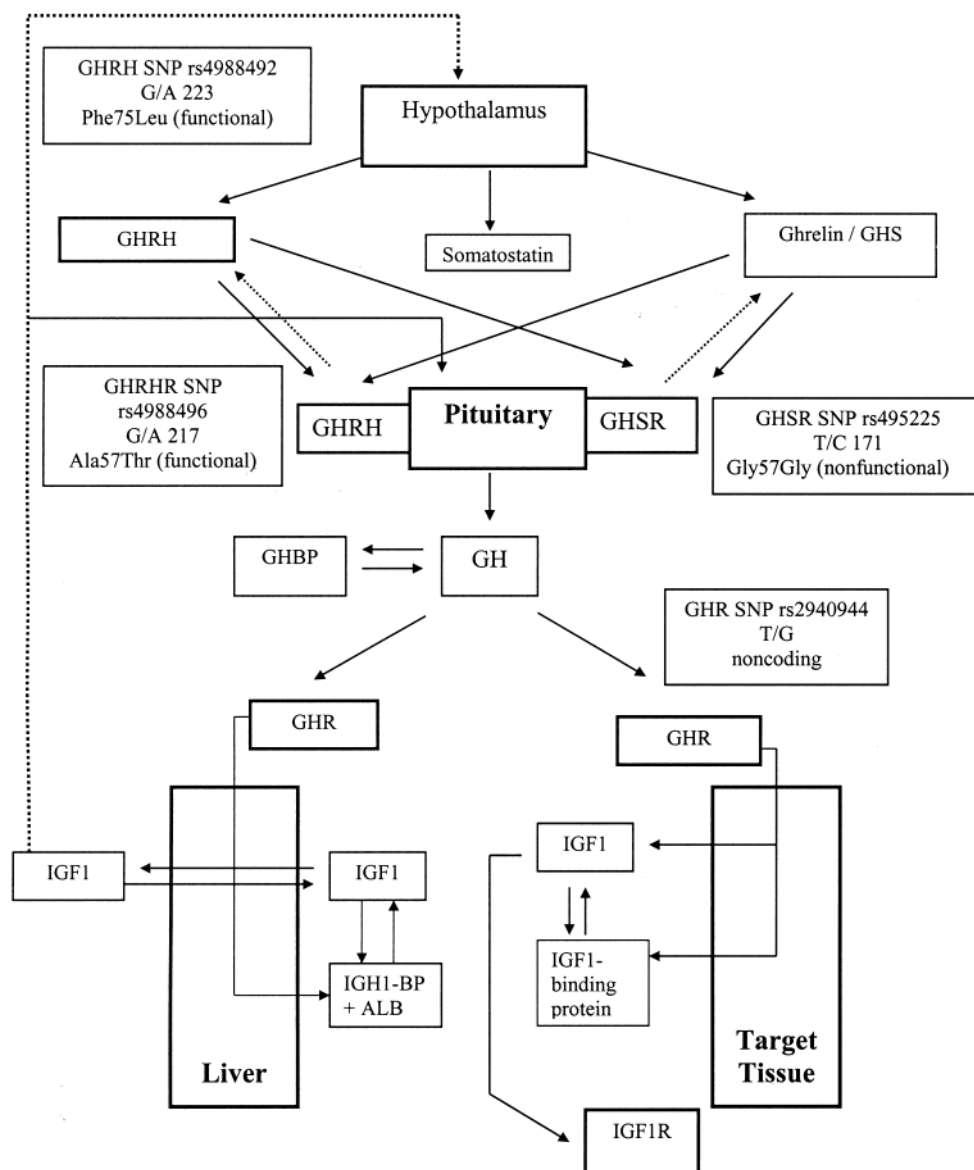 GHRH SNP rs4988492
G/A 223
Phe75Leu (functional)
Hypothalamus
GHRH
Somatostatin
Ghrelin / GHS
GHRHR SNP
rs4988496
G/A 217
Ala57Thr (functional)
GHRH
Pituitary
GHSR
GHSR SNP rs495225
T/C 171
Gly57Gly (nonfunctional)
GHBP
GH
GHR SNP rs2940944
T/G
noncoding
GHR
GHR
IGF1
IGF1
IGF1
IGH1-BP
+ ALB
IGF1-
binding
protein
Liver
Target
Tissue
IGF1R